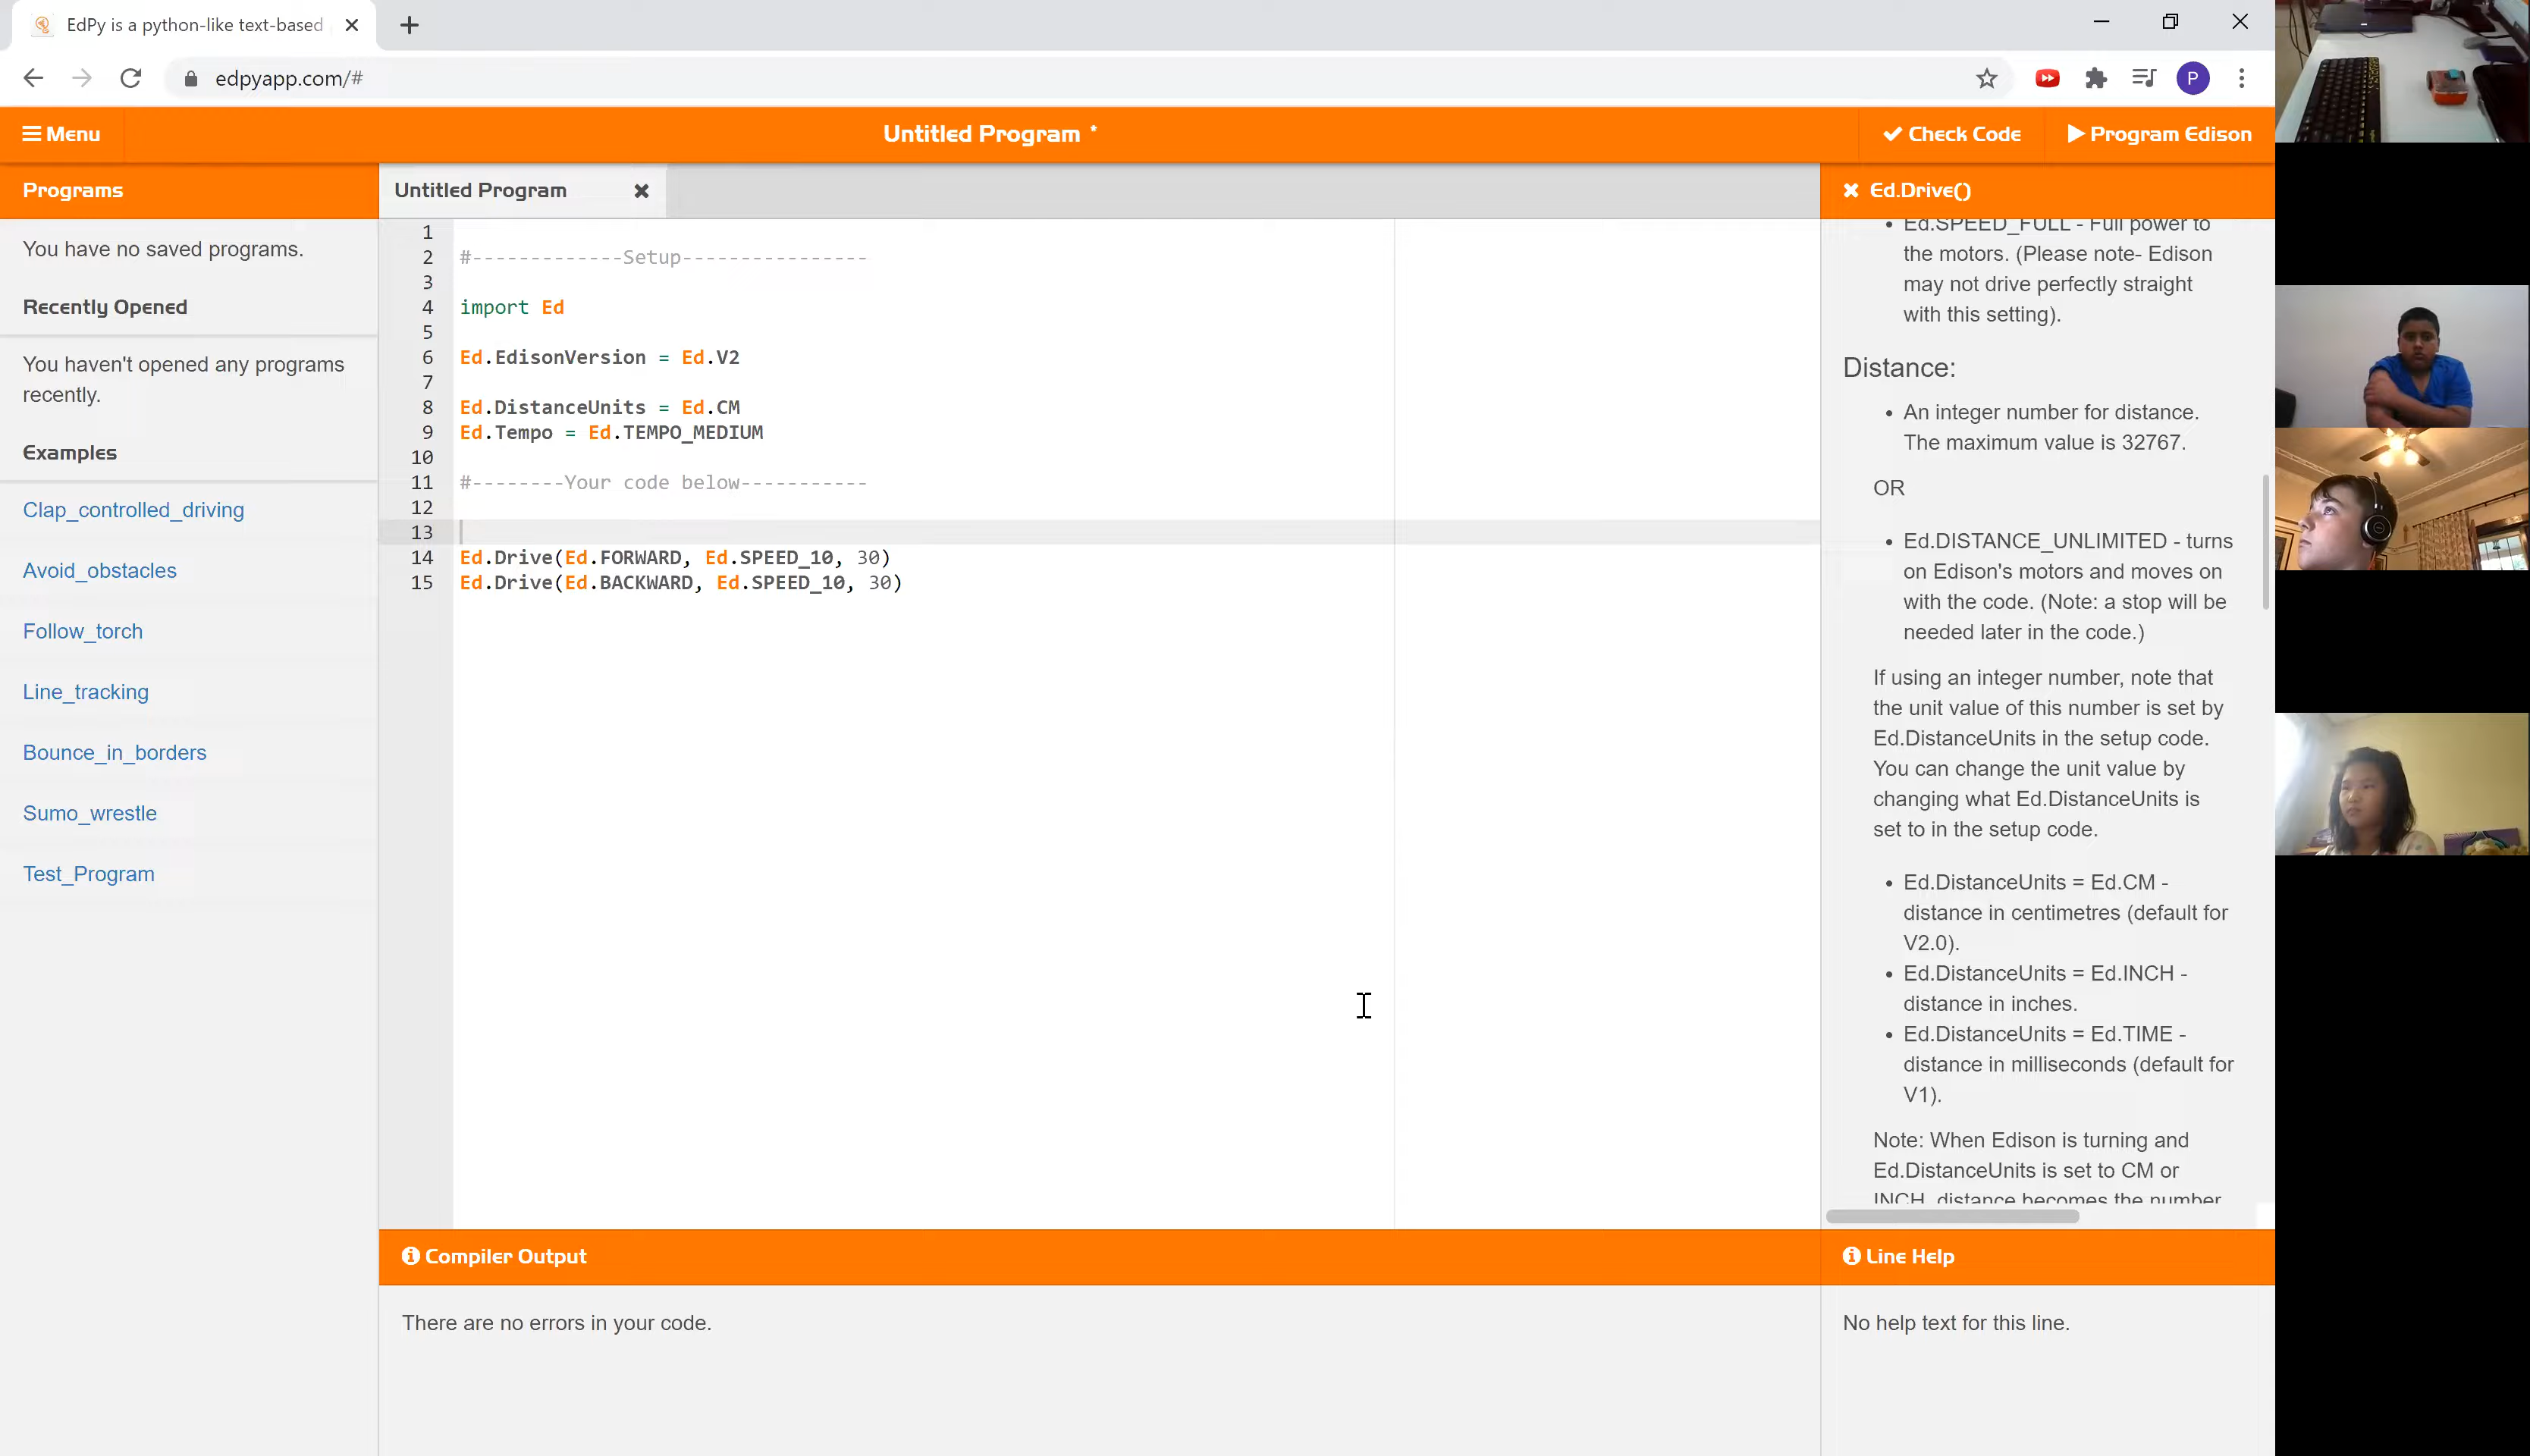 EdPy is a python-like text-based
edpyapp.com/#
P
Menu
Untitled Program *
Check Code
Program Edison
Programs
You have no saved programs.
Recently Opened
You haven't opened any programs
recently.
Examples
Clap_controlled_driving
Avoid_obstacles
Follow_torch
Line_tracking
Bounce_in_borders
Sumo_wrestle
Test_Program
Untitled Program
1
2 #-------------Setup----------------
3
4 import Ed
5
6 Ed.EdisonVersion = Ed.V2
7
8 Ed.DistanceUnits = Ed.CM
9 Ed.Tempo = Ed.TEMPO_MEDIUM
10
11 #--------Your code below-----------
12
13
14 Ed.Drive(Ed.FORWARD, Ed.SPEED_10, 30)
15 Ed.Drive(Ed.BACKWARD, Ed.SPEED_10, 30)
Compiler Output
There are no errors in your code.
Ed.Drive()
• Ed.SPEED_FULL - Full power to
the motors. (Please note- Edison
may not drive perfectly straight
with this setting).
Distance:
• An integer number for distance.
The maximum value is 32767.
OR
• Ed.DISTANCE_UNLIMITED - turns
on Edison's motors and moves on
with the code. (Note: a stop will be
needed later in the code.)
If using an integer number, note that
the unit value of this number is set by
Ed.DistanceUnits in the setup code.
You can change the unit value by
changing what Ed.DistanceUnits is
set to in the setup code.
• Ed.DistanceUnits = Ed.CM -
distance in centimetres (default for
V2.0).
• Ed.DistanceUnits = Ed.INCH -
distance in inches.
• Ed.DistanceUnits = Ed.TIME -
distance in milliseconds (default for
V1).
Note: When Edison is turning and
Ed.DistanceUnits is set to CM or
INCH, distance becomes the number
Line Help
No help text for this line.